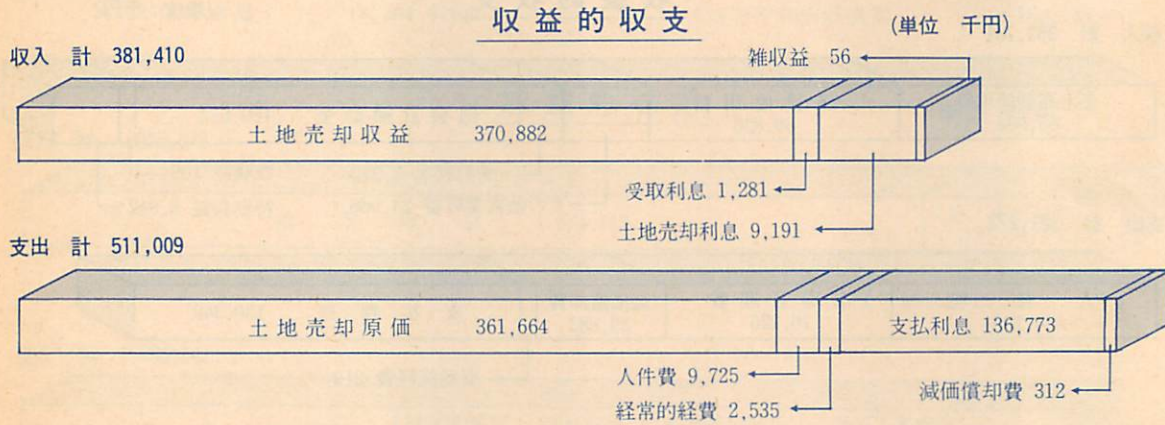 収益的収支
(単位 千円)
収入 計 381,410
雑収益 56
土地売却収益 370,882
受取利息 1,281
土地売却利息 9,191
支出 計 511,009
土地売却原価 361,664
支払利息 136,773
人件費 9,725
経常的経費 2,535
減価償却費 312